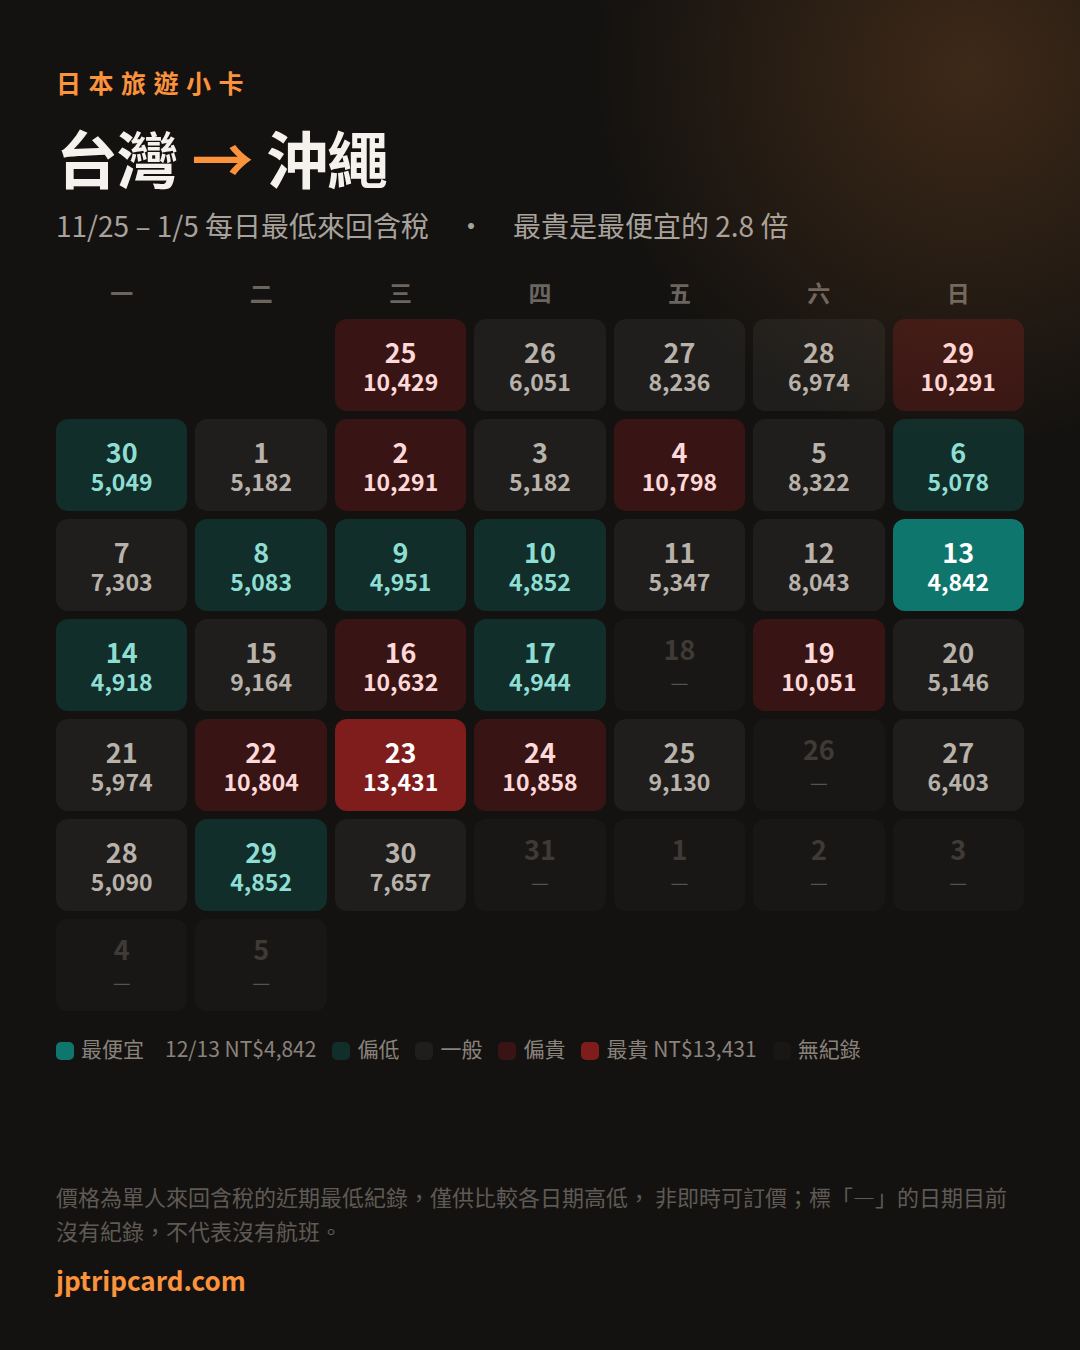 日本旅遊小卡
台灣 → 沖繩
11/25 – 1/5 每日最低來回含稅 ・ 最貴是最便宜的 2.8 倍
一 二 三 四 五 六 日
25 26 27 28 29
10,429 6,051 8,236 6,974 10,291
30 1 2 3 4 5 6
5,049 5,182 10,291 5,182 10,798 8,322 5,078
7 8 9 10 11 12 13
7,303 5,083 4,951 4,852 5,347 8,043 4,842
14 15 16 17 18 19 20
4,918 9,164 10,632 4,944 — 10,051 5,146
21 22 23 24 25 26 27
5,974 10,804 13,431 10,858 9,130 — 6,403
28 29 30 31 1 2 3
5,090 4,852 7,657 — — — —
4 5
— —
最便宜 12/13 NT$4,842 偏低 一般 偏貴 最貴 NT$13,431 無紀錄
價格為單人來回含稅的近期最低紀錄，僅供比較各日期高低， 非即時可訂價；標「—」的日期目前
沒有紀錄，不代表沒有航班。
jptripcard.com